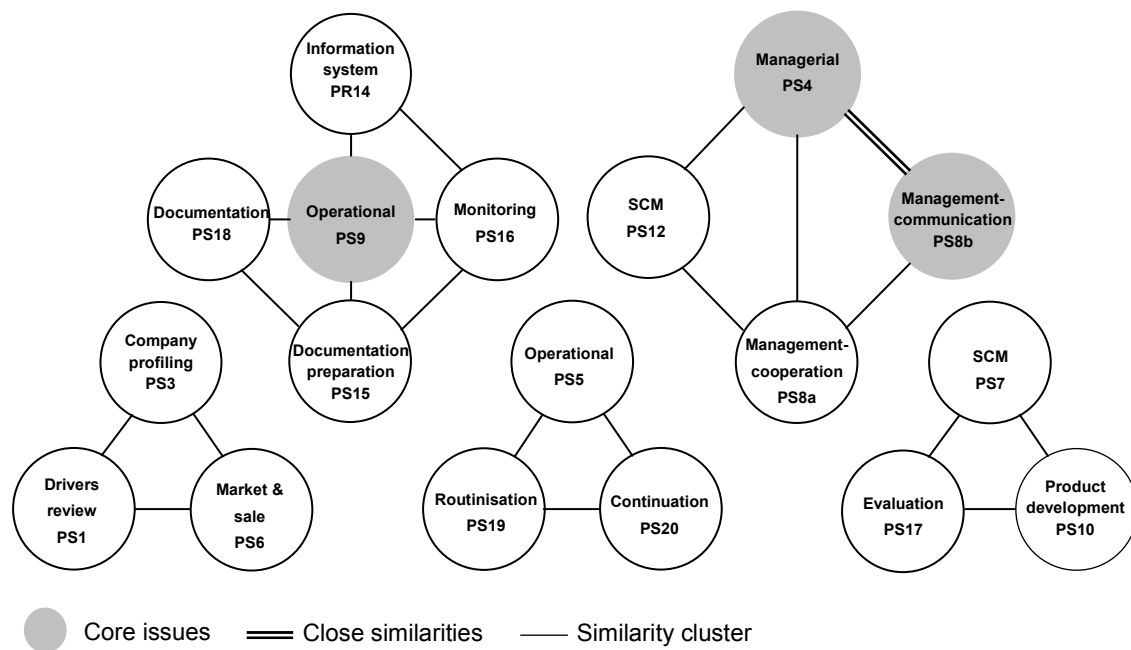 Information
system
PR14
Managerial
PS4
Documentation
PS18
Operational
PS9
Monitoring
PS16
SCM
PS12
Management-
communication
PS8b
Documentation
preparation
PS15
Management-
cooperation
PS8a
Company
profiling
PS3
Drivers
review
PS1
Market &
sale
PS6
Operational
PS5
Routinisation
PS19
Continuation
PS20
SCM
PS7
Evaluation
PS17
Product
development
PS10
Core issues
Close similarities
Similarity cluster